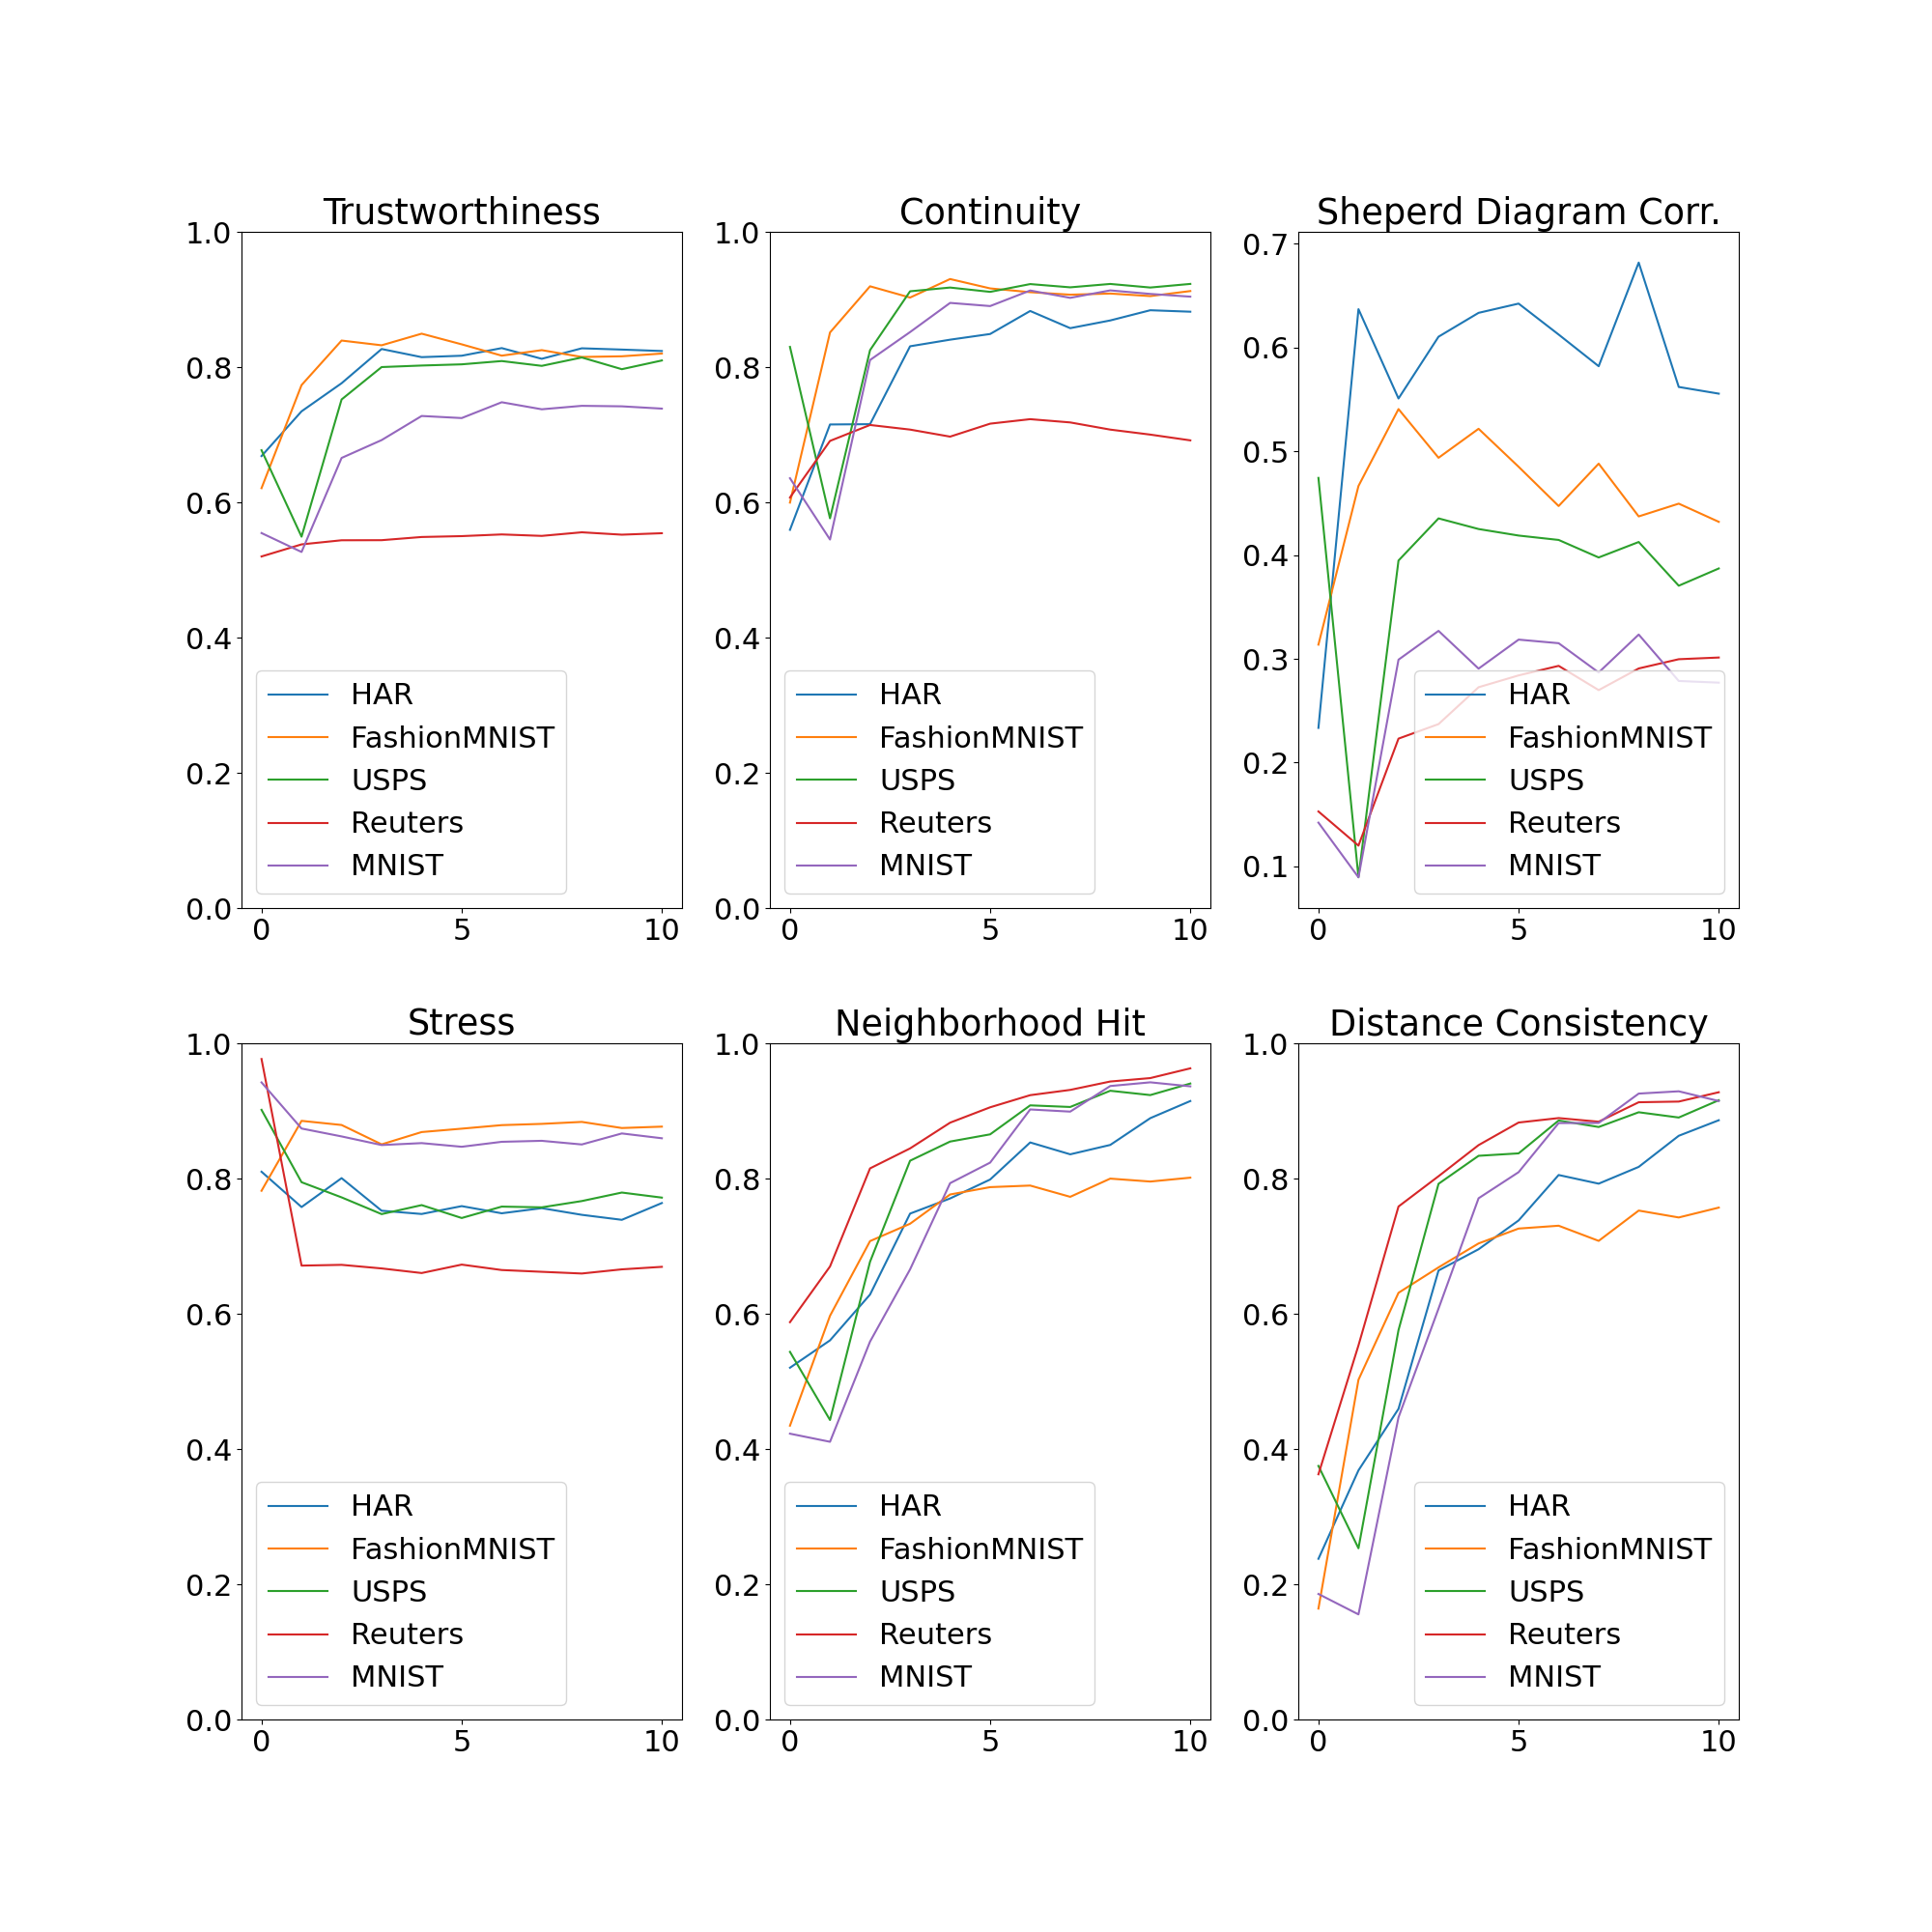 Trustworthiness
1.0
0.8
0.6
0.4
0.2
0.0
0 5 10
HAR
FashionMNIST
USPS
Reuters
MNIST
Continuity
1.0
0.8
0.6
0.4
0.2
0.0
0 5 10
HAR
FashionMNIST
USPS
Reuters
MNIST
Sheperd Diagram Corr.
0.7
0.6
0.5
0.4
0.3
0.2
0.1
0 5 10
HAR
FashionMNIST
USPS
Reuters
MNIST
Stress
1.0
0.8
0.6
0.4
0.2
0.0
0 5 10
HAR
FashionMNIST
USPS
Reuters
MNIST
Neighborhood Hit
1.0
0.8
0.6
0.4
0.2
0.0
0 5 10
HAR
FashionMNIST
USPS
Reuters
MNIST
Distance Consistency
1.0
0.8
0.6
0.4
0.2
0.0
0 5 10
HAR
FashionMNIST
USPS
Reuters
MNIST